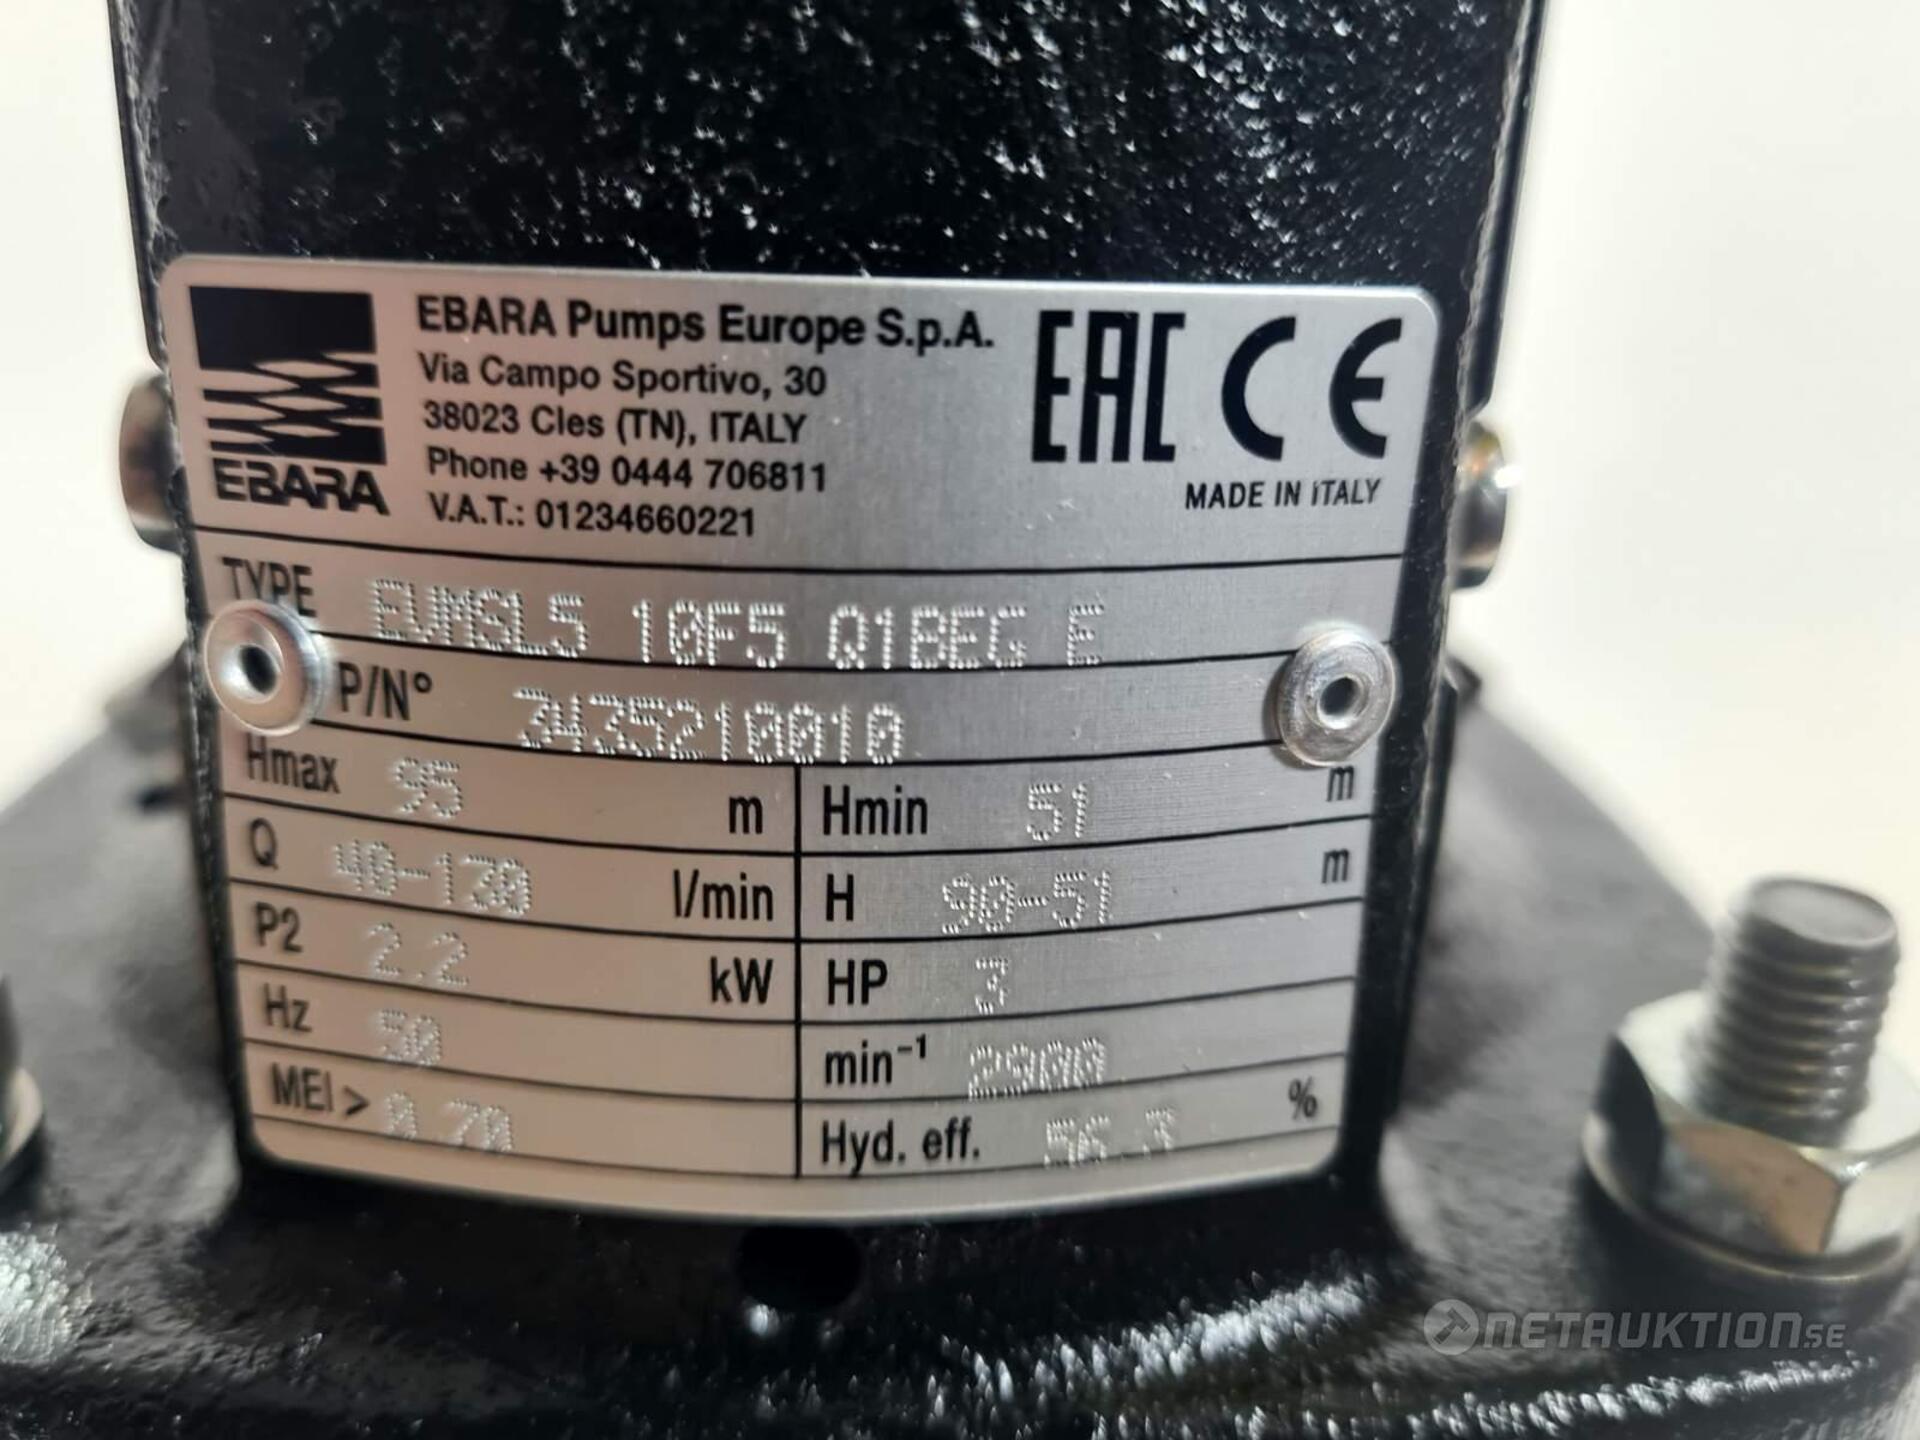 EBARA
EBARA Pumps Europe S.p.A.
Via Campo Sportivo, 30
38023 Cles (TN), ITALY
Phone +39 0444 706811
V.A.T.: 01234660221
EAC CE
MADE IN ITALY
TYPE EVMSL5 10F5 Q1BEG E
P/N° 3435210010
Hmax 95 m Hmin 51 m
Q 40-130 l/min H 90-51 m
P2 2.2 kW HP 3
Hz 50 min⁻¹ 2900
MEI > 0.70 Hyd. eff. 56.3 %
NETAUKTION.SE